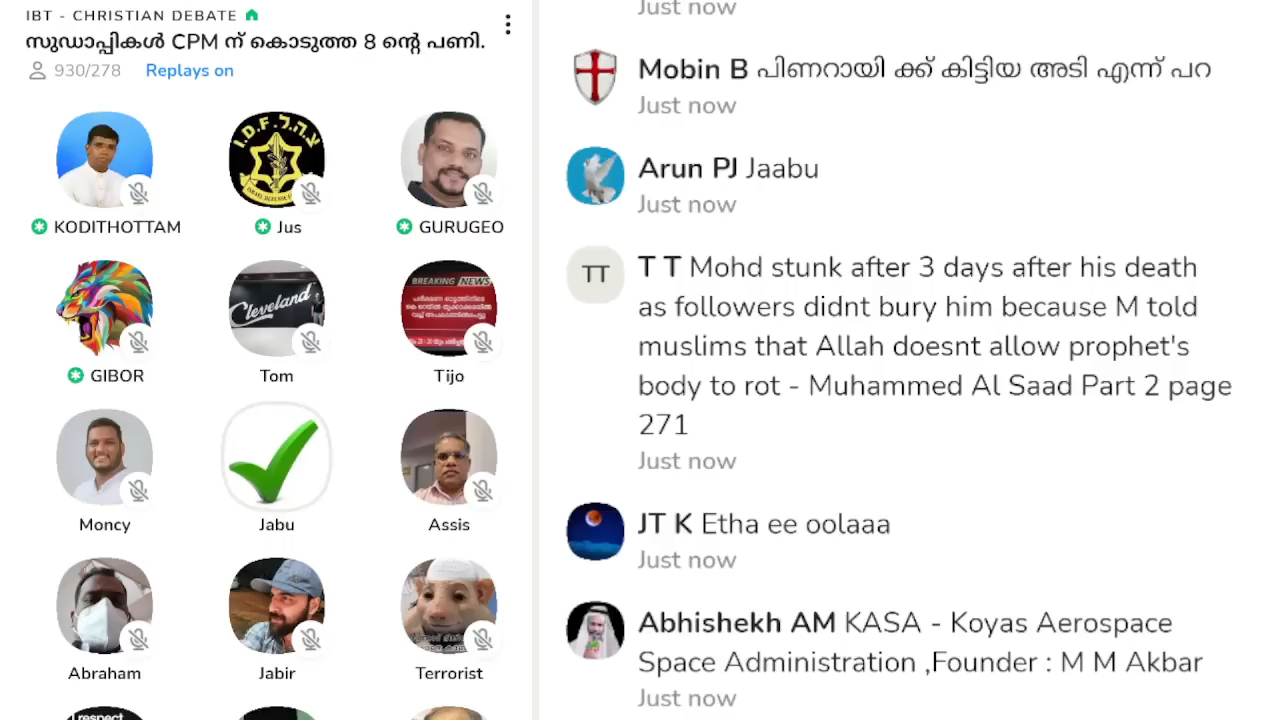 IBT - CHRISTIAN DEBATE
സുഡാപ്പികൾ CPM ന് കൊടുത്ത 8 ന്റെ പണി.
930/278 Replays on
I.D.F. צ.ה.ל.
KODITHOTTAM
Jus
GURUGEO
Cleveland
BREAKING NEWS
GIBOR
Tom
Tijo
Moncy
Jabu
Assis
Abraham
Jabir
Terrorist
I respect
Just now
Mobin B പിണറായി ക്ക് കിട്ടിയ അടി എന്ന് പറ
Just now
Arun PJ Jaabu
Just now
TT
T T Mohd stunk after 3 days after his death
as followers didnt bury him because M told
muslims that Allah doesnt allow prophet's
body to rot - Muhammed Al Saad Part 2 page
271
Just now
JT K Etha ee oolaaa
Just now
Abhishekh AM KASA - Koyas Aerospace
Space Administration ,Founder : M M Akbar
Just now